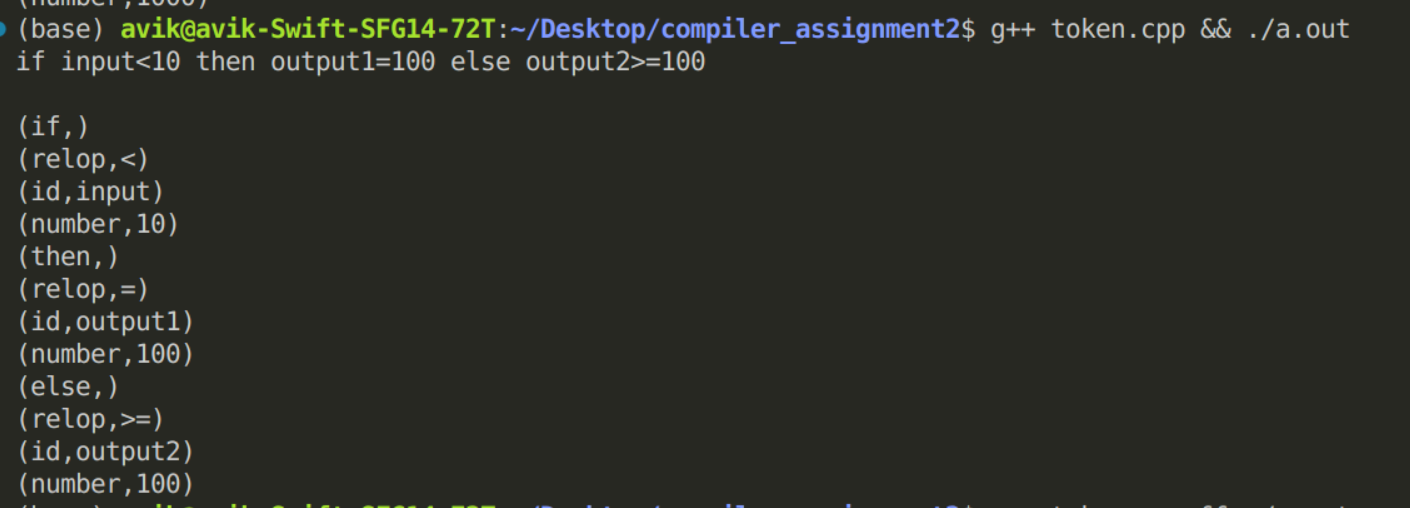 (number,1000)
(base) avik@avik-Swift-SFG14-72T:~/Desktop/compiler_assignment2$ g++ token.cpp && ./a.out
if input<10 then output1=100 else output2>=100
(if,)
(relop,<)
(id,input)
(number,10)
(then,)
(relop,=)
(id,output1)
(number,100)
(else,)
(relop,>=)
(id,output2)
(number,100)